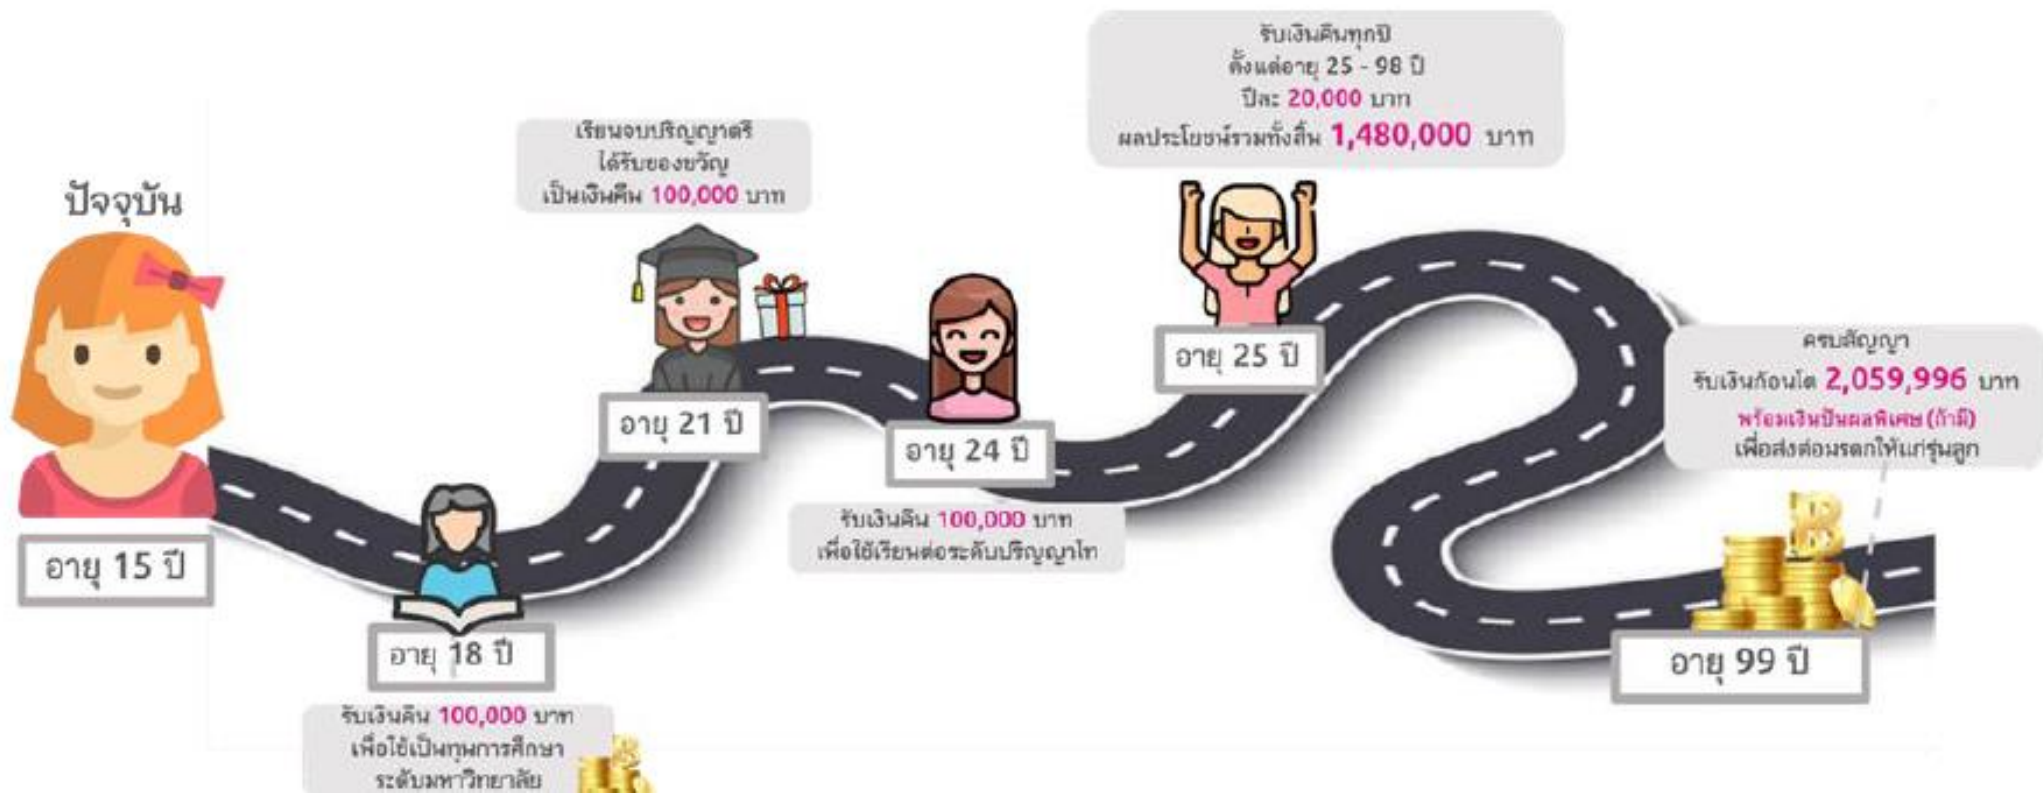 ปัจจุบัน
อายุ 15 ปี
อายุ 18 ปี
รับเงินคืน 100,000 บาท
เพื่อใช้เป็นทุนการศึกษา
ระดับมหาวิทยาลัย
เรียนจบปริญญาตรี
ได้รับของขวัญ
เป็นเงินคืน 100,000 บาท
อายุ 21 ปี
อายุ 24 ปี
รับเงินคืน 100,000 บาท
เพื่อใช้เรียนต่อระดับปริญญาโท
รับเงินคืนทุกปี
ตั้งแต่อายุ 25 - 98 ปี
ปีละ 20,000 บาท
ผลประโยชน์รวมทั้งสิ้น 1,480,000 บาท
อายุ 25 ปี
ครบสัญญา
รับเงินก้อนโต 2,059,996 บาท
พร้อมเงินปันผลพิเศษ (ถ้ามี)
เพื่อส่งต่อมรดกให้แก่รุ่นลูก
อายุ 99 ปี